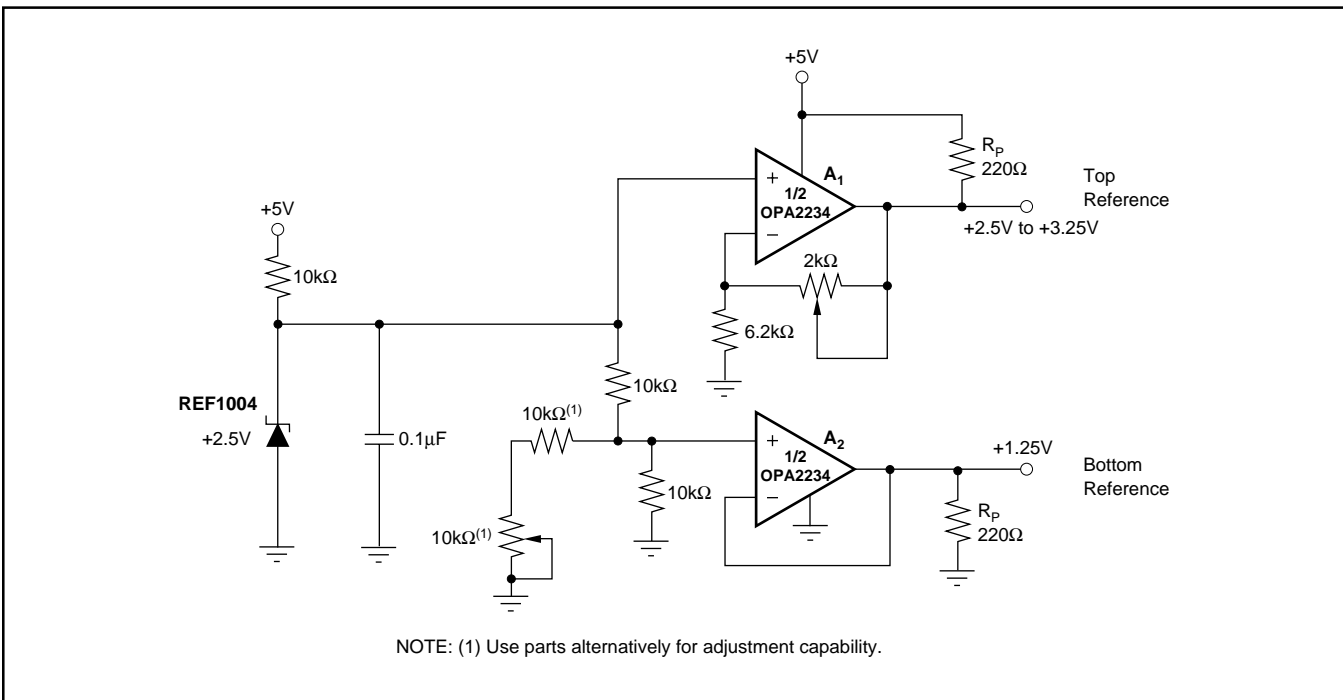 +5V
R_P
220Ω
A₁
+
1/2
OPA2234
−
Top
Reference
+2.5V to +3.25V
+5V
10kΩ
2kΩ
6.2kΩ
REF1004
+2.5V
0.1µF
10kΩ
10kΩ⁽¹⁾
10kΩ
10kΩ⁽¹⁾
A₂
+
1/2
OPA2234
−
+1.25V
Bottom
Reference
R_P
220Ω
NOTE: (1) Use parts alternatively for adjustment capability.